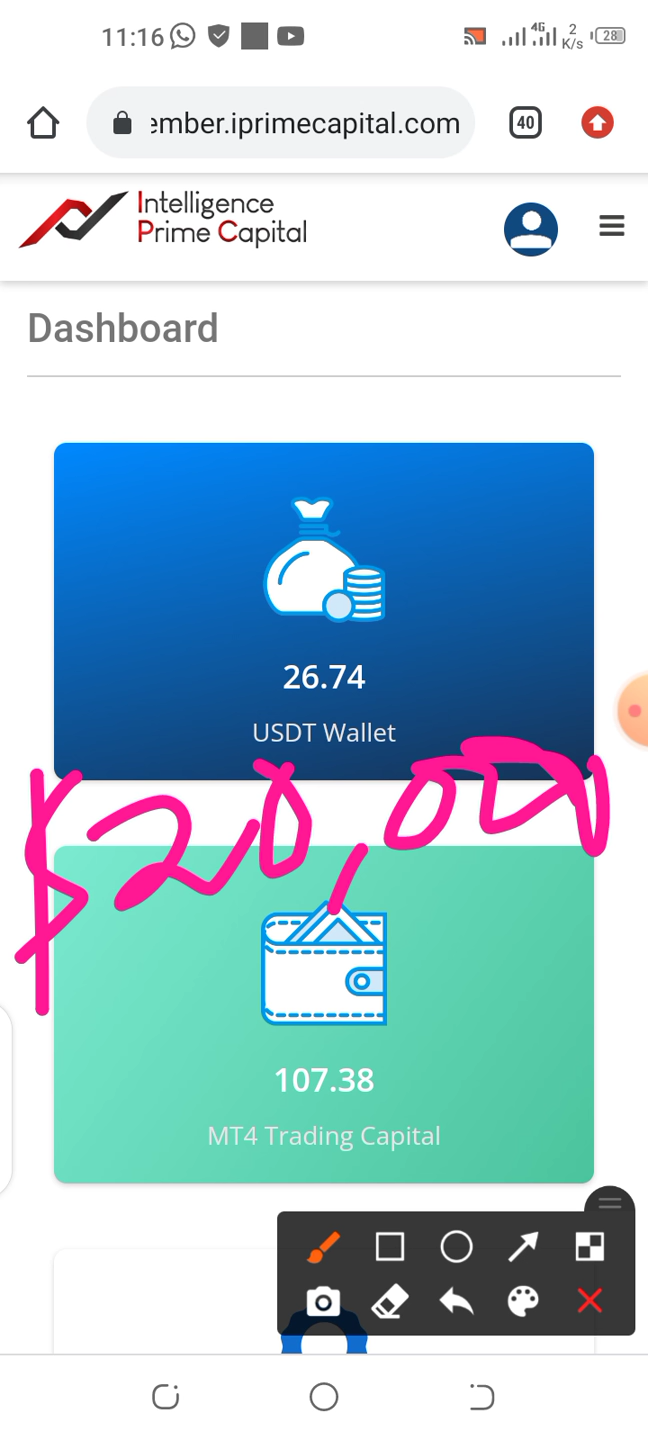 11:16
4G 2 K/s 28
ember.iprimecapital.com 40
Intelligence
Prime Capital
Dashboard
26.74
USDT Wallet
$20,000
107.38
MT4 Trading Capital